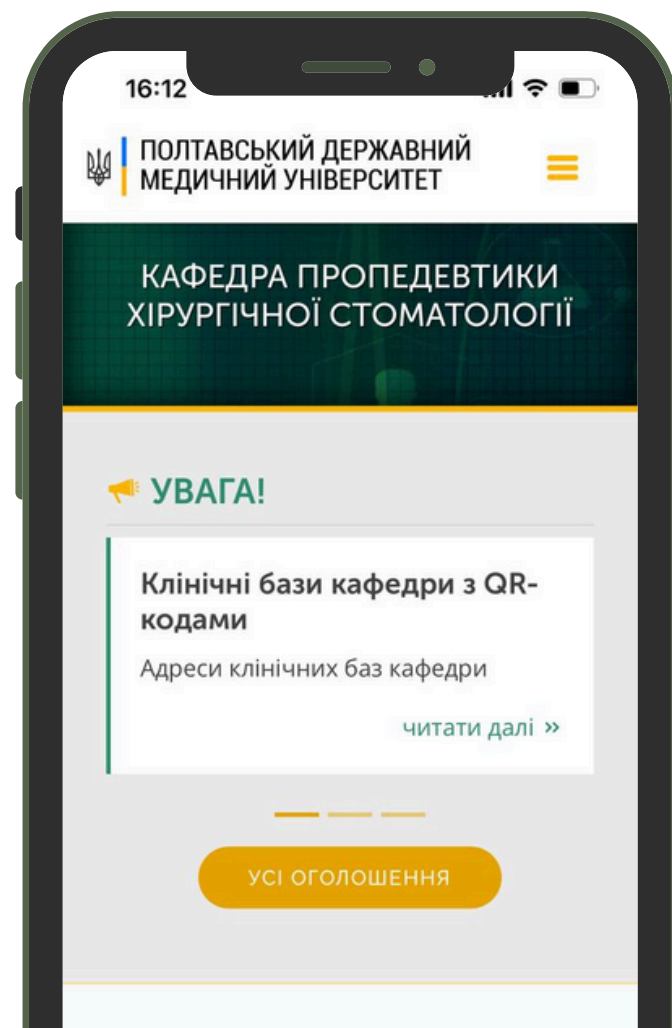 16:12
ПОЛТАВСЬКИЙ ДЕРЖАВНИЙ
МЕДИЧНИЙ УНІВЕРСИТЕТ
КАФЕДРА ПРОПЕДЕВТИКИ
ХІРУРГІЧНОЇ СТОМАТОЛОГІЇ
УВАГА!
Клінічні бази кафедри з QR-
кодами
Адреси клінічних баз кафедри
читати далі »
УСІ ОГОЛОШЕННЯ